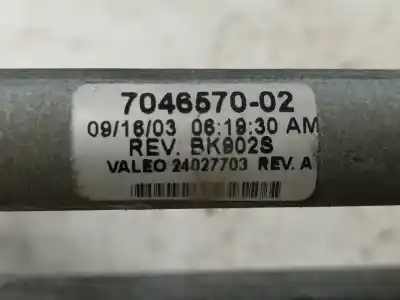 7046570-02
09/16/03 06:19:30 AM
REV. BK902S
VALEO 24027703 REV. A